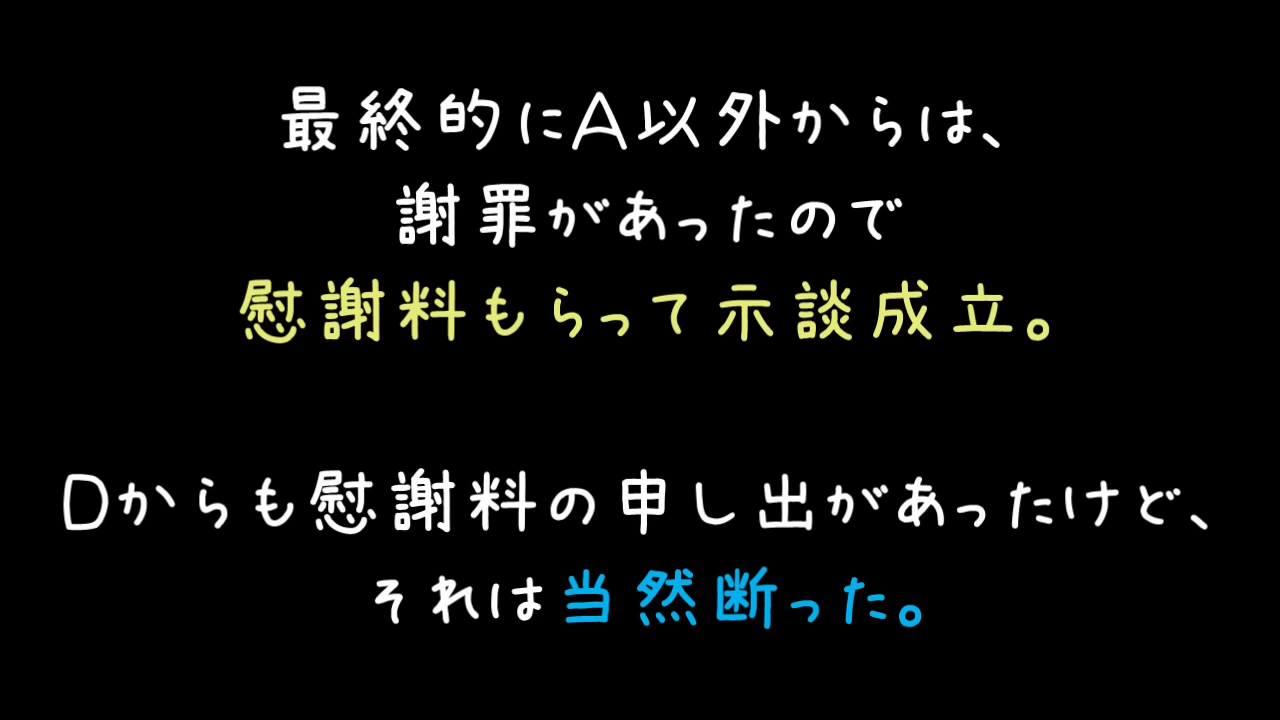 最終的にA以外からは、
謝罪があったので
慰謝料もらって示談成立。
Dからも慰謝料の申し出があったけど、
それは当然断った。